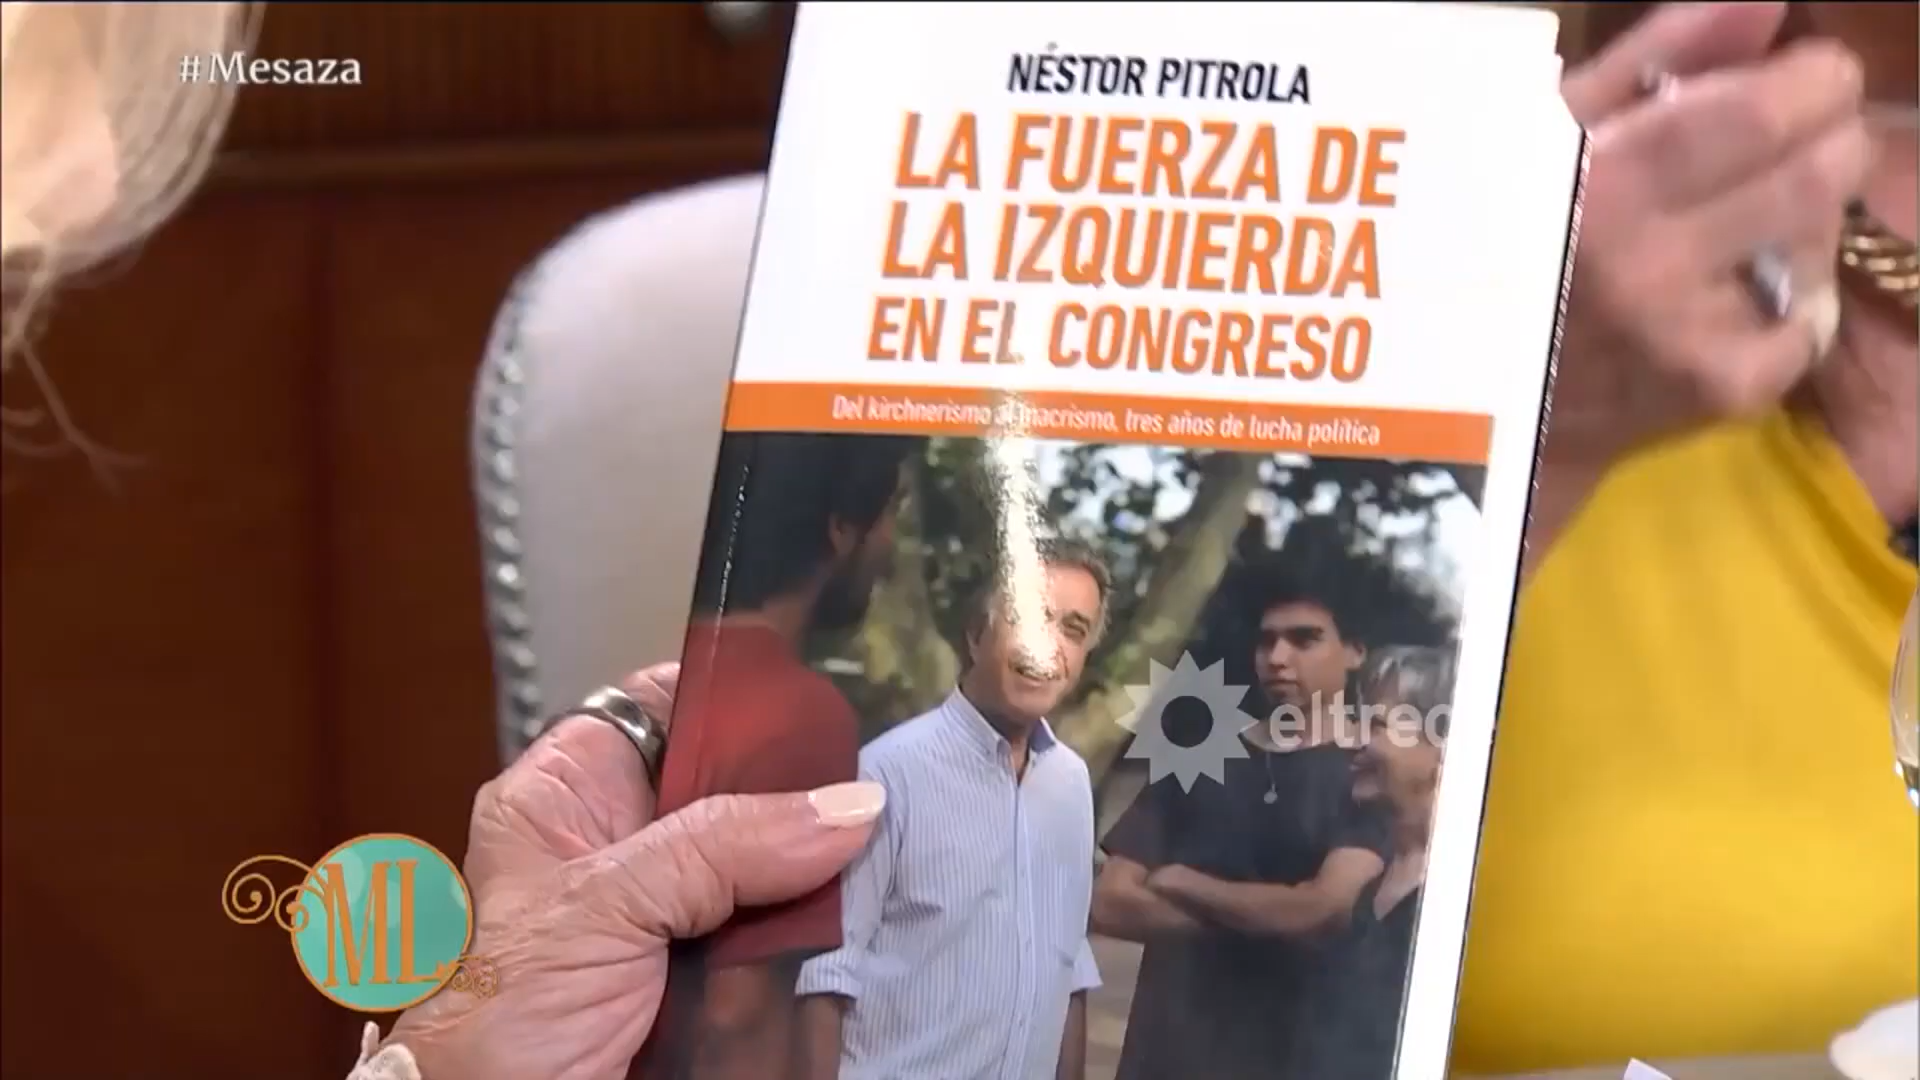 #Mesaza
NÉSTOR PITROLA
LA FUERZA DE
LA IZQUIERDA
EN EL CONGRESO
Del kirchnerismo al macrismo, tres años de lucha política
eltrece
ML